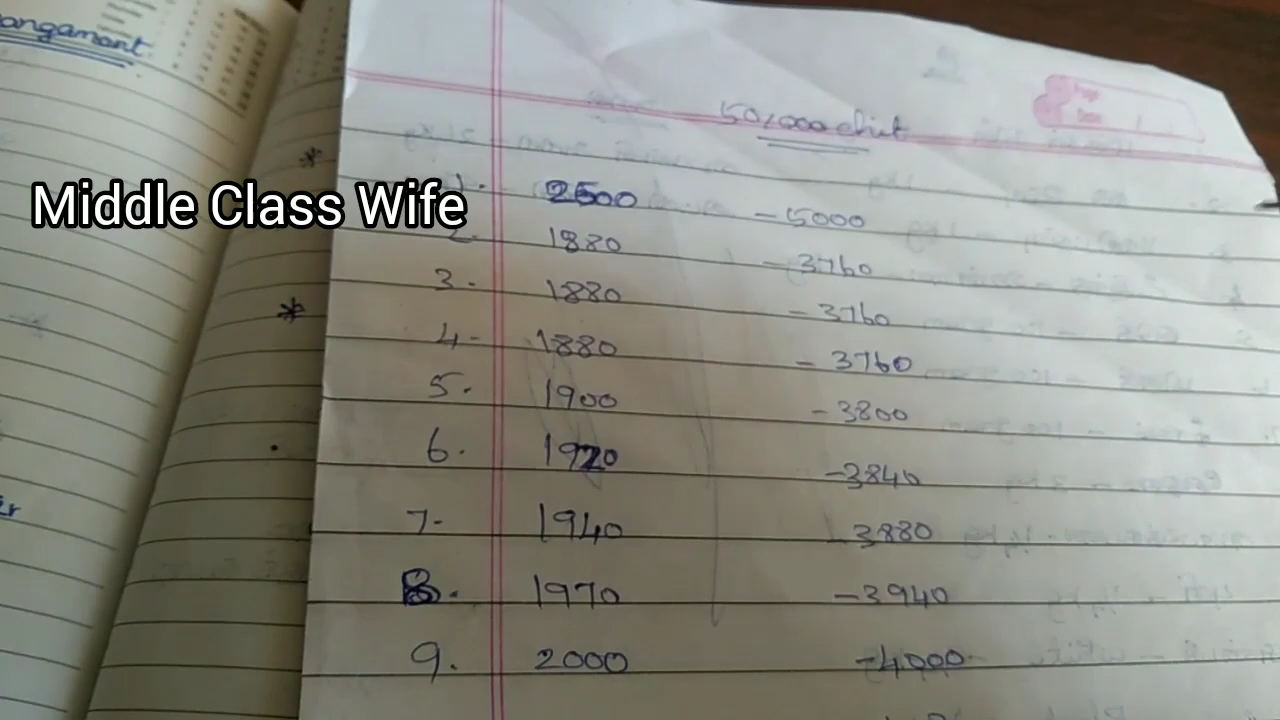 angamant
50,000 chit
Middle Class Wife
1. 2500 - 5000
2. 1880 - 3760
3. 1880 - 3760
4- 1880 - 3760
5. 1900 - 3800
6. 1920 - 3840
7- 1940 - 3880
8. 1970 - 3940
9. 2000 - 4000